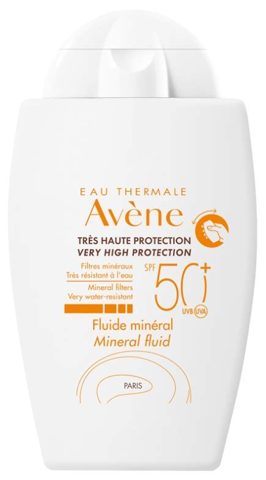 EAU THERMALE
Avène
TRÈS HAUTE PROTECTION
VERY HIGH PROTECTION
Filtres minéraux
Très résistant à l'eau
Mineral filters
Very water-resistant
SPF 50+
UVB UVA
Fluide minéral
Mineral fluid
PARIS